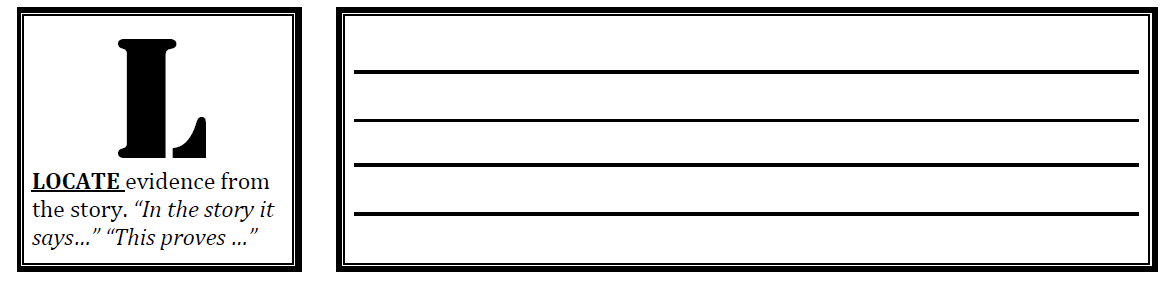 L
LOCATE evidence from
the story. “In the story it
says…” “This proves …”